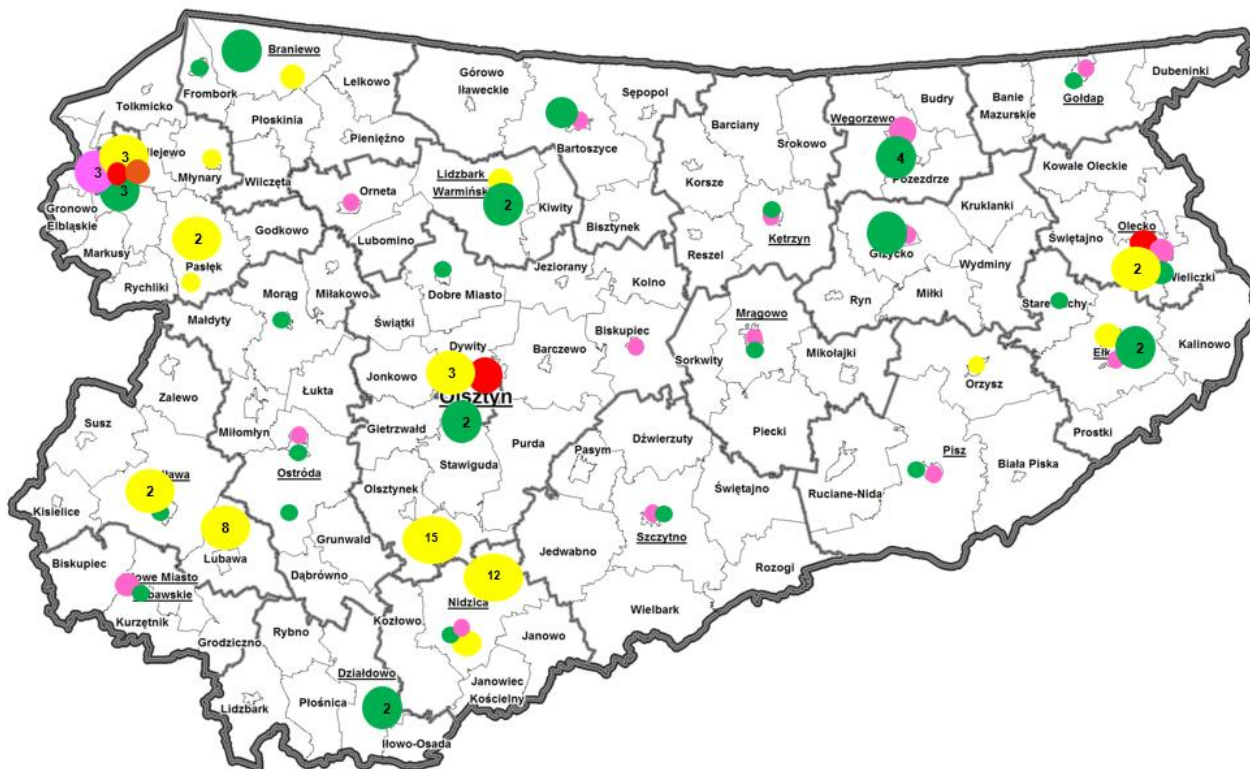 Braniewo
Frombork
Tolkmicko
Lelkowo
Płoskinia
Pieniężno
Górowo
Iławeckie
Sępopol
Bartoszyce
Barciany
Srokowo
Węgorzewo
Budry
Banie
Mazurskie
Gołdap
Dubeninki
Pozezdrze
4
3
3
3
Młynary
Wilczęta
Orneta
Lidzbark
2
Kiwity
Korsze
Kowale Oleckie
Gronowo
Elbląskie
Markusy
Rychliki
2
Pasłęk
Godkowo
Lubomino
Bisztynek
Reszel
Kętrzyn
Giżycko
Kruklanki
Wydminy
Świętajno
Olecko
2
Wieliczki
Morąg
Miłakowo
Małdyty
Świątki
Dobre Miasto
Jeziorany
Kolno
Mrągowo
Ryn
Miłki
Kalinowo
Zalewo
Łukta
Jonkowo
Dywity
3
Olsztyn
Barczewo
Biskupiec
Sorkwity
Mikołajki
Orzysz
Ełk
2
Susz
Miłomłyn
Gietrzwałd
2
Stawiguda
Purda
Dźwierzuty
Piecki
Prostki
Ostróda
Olsztynek
Pasym
Świętajno
Ruciane-Nida
Pisz
Biała Piska
Kisielice
2
8
Lubawa
Grunwald
Dąbrówno
15
12
Jedwabno
Szczytno
Rozogi
Biskupiec
Kurzętnik
Grodziczno
Rybno
Kozłowo
Nidzica
Janowo
Wielbark
Lidzbark
Płośnica
Działdowo
2
Iłowo-Osada
Janowiec
Kościelny